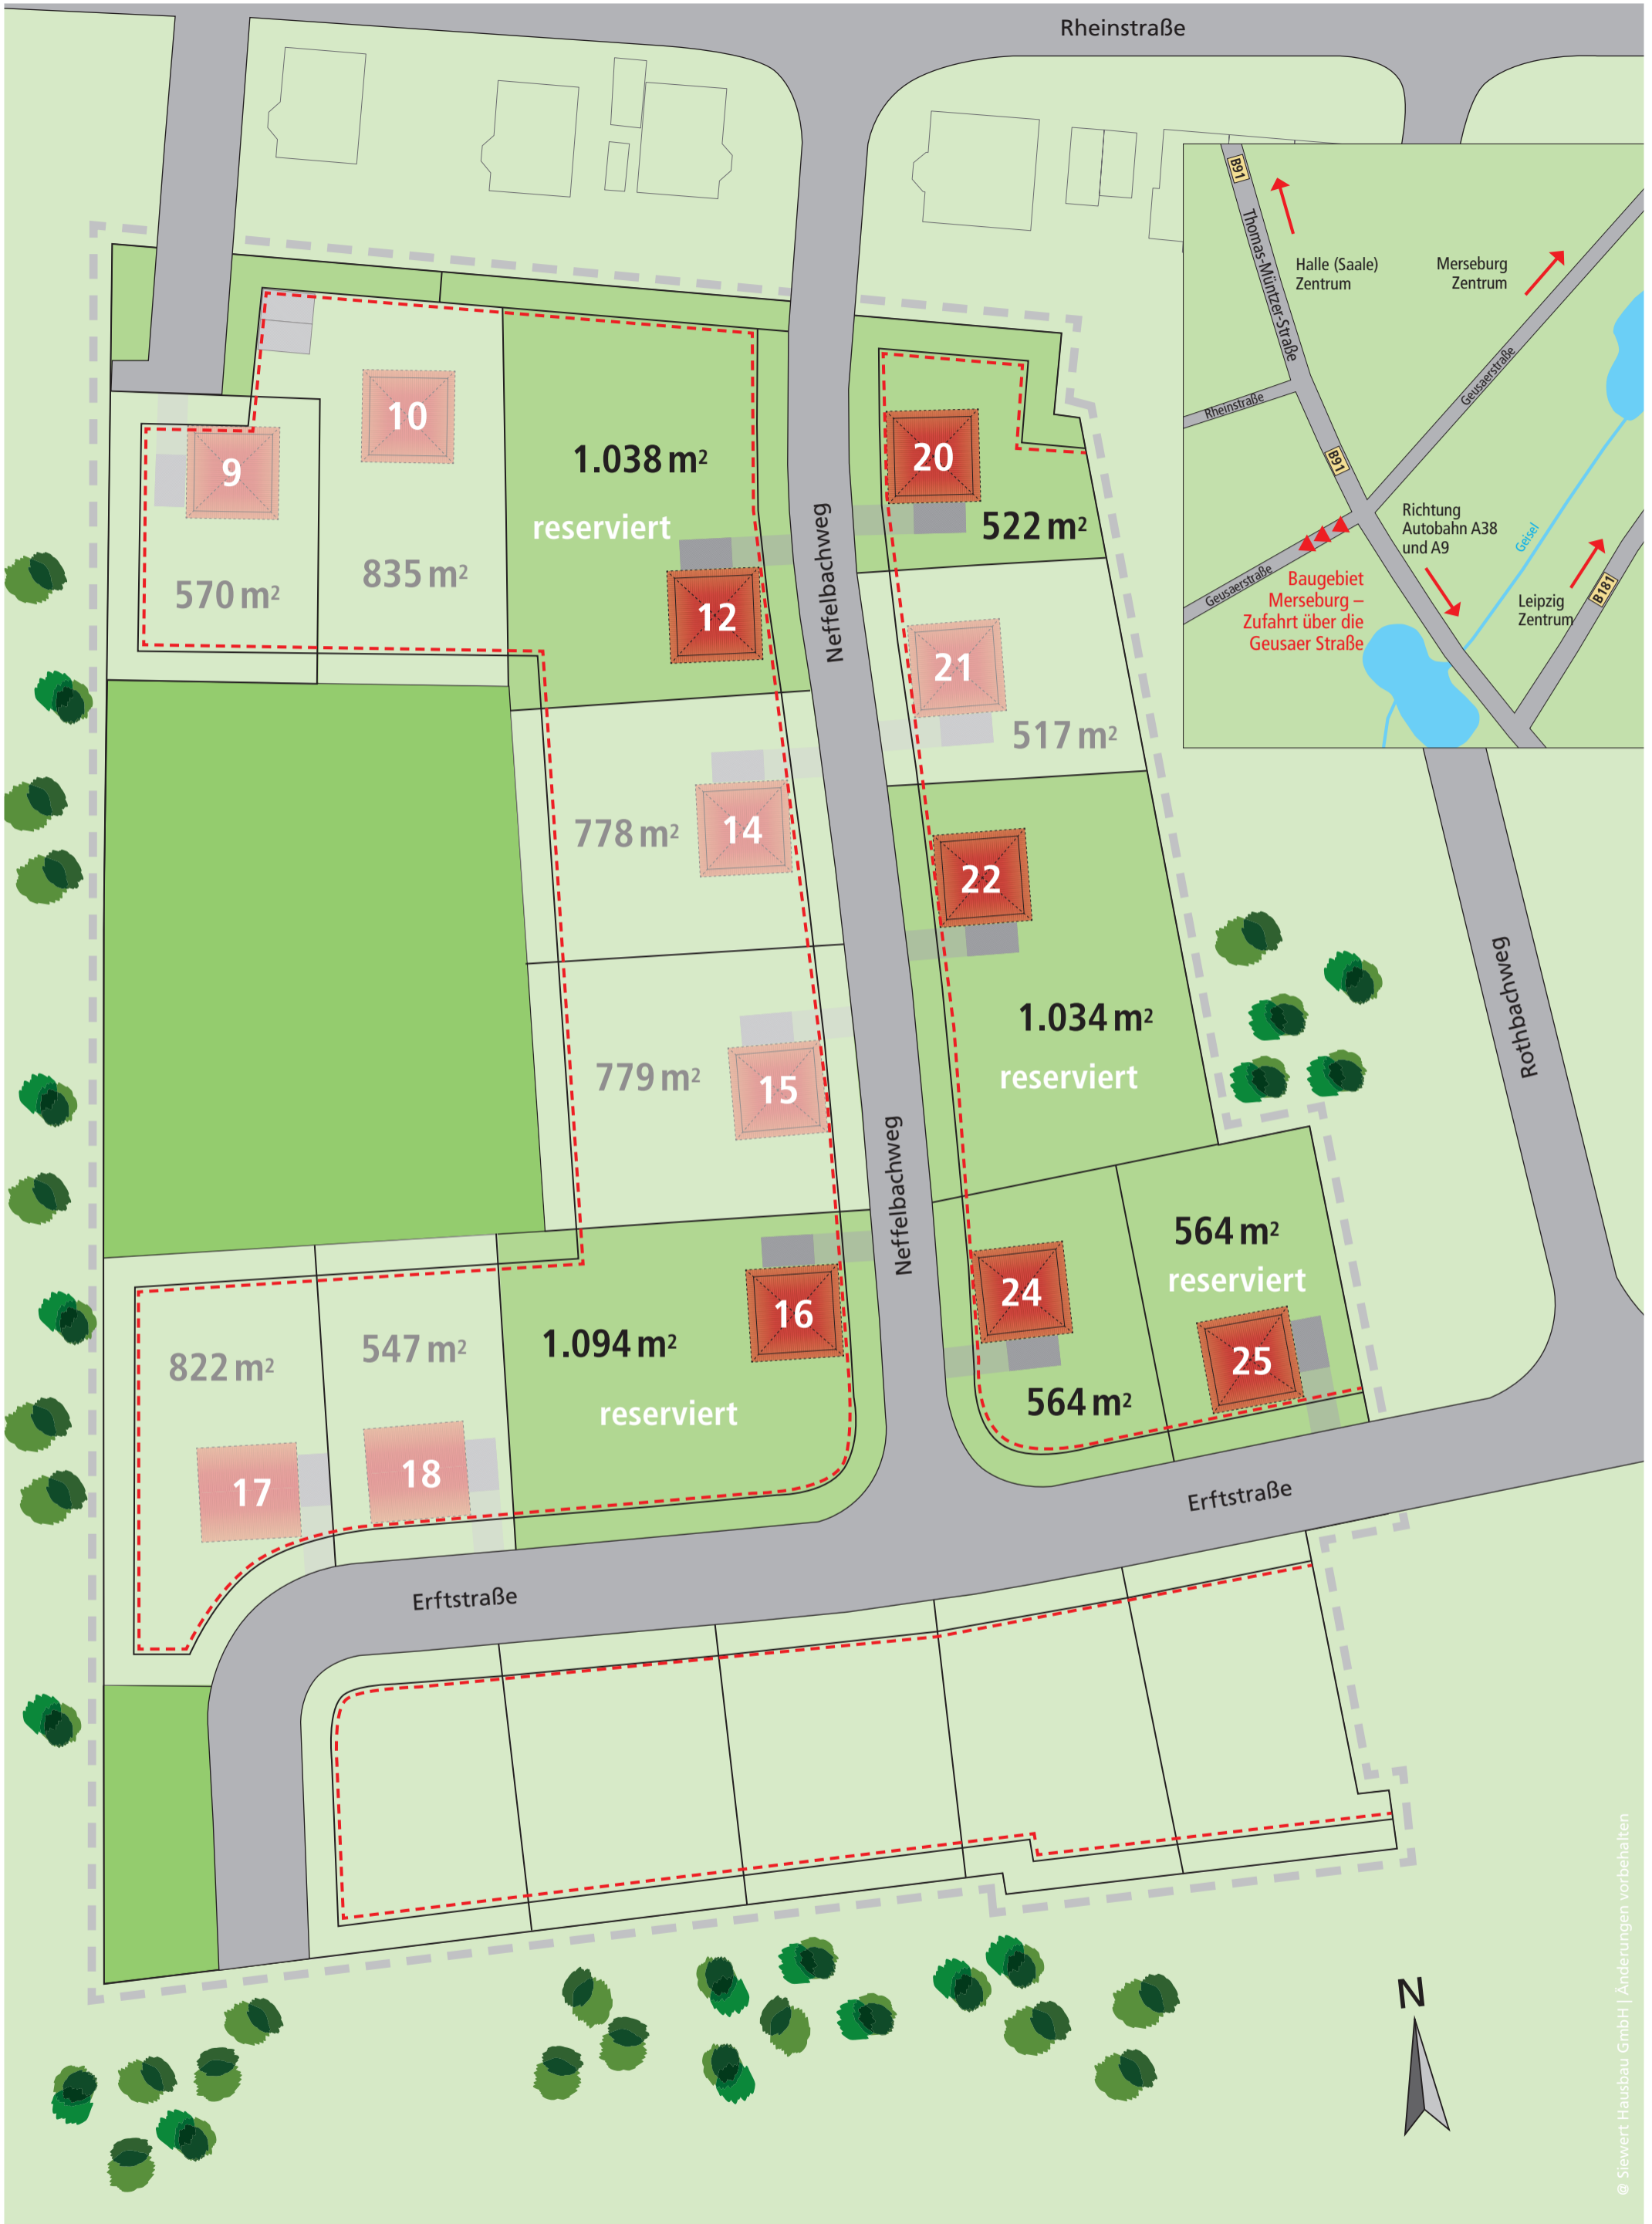 Rheinstraße
B91
Thomas-Müntzer-Straße
Halle (Saale)
Zentrum
Merseburg
Zentrum
Rheinstraße
Geusaerstraße
B91
Richtung
Autobahn A38
und A9
Geisel
Geusaerstraße
Baugebiet
Merseburg –
Zufahrt über die
Geusaer Straße
Leipzig
Zentrum
B181
9
570 m²
10
835 m²
1.038 m²
reserviert
12
Neffelbachweg
20
522 m²
21
517 m²
778 m²
14
22
1.034 m²
reserviert
779 m²
15
Neffelbachweg
Rothbachweg
822 m²
17
547 m²
18
1.094 m²
reserviert
16
24
564 m²
564 m²
reserviert
25
Erftstraße
Erftstraße
N
© Siewert Hausbau GmbH | Änderungen vorbehalten